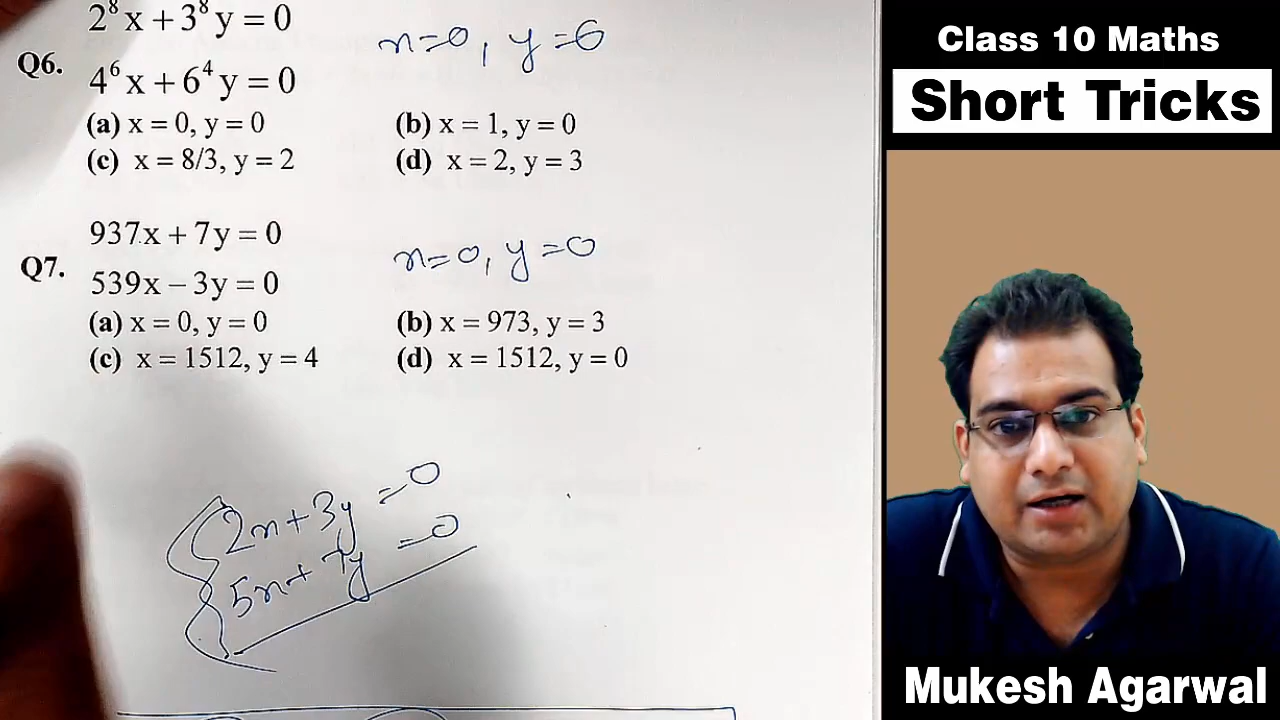 2⁸x + 3⁸y = 0
x=0, y=0
Q6.
4⁶x + 6⁴y = 0
(a) x = 0, y = 0
(b) x = 1, y = 0
(c) x = 8/3, y = 2
(d) x = 2, y = 3
937x + 7y = 0
x=0, y=0
Q7.
539x − 3y = 0
(a) x = 0, y = 0
(b) x = 973, y = 3
(c) x = 1512, y = 4
(d) x = 1512, y = 0
2x+3y=0
5x+7y=0
Class 10 Maths
Short Tricks
Mukesh Agarwal